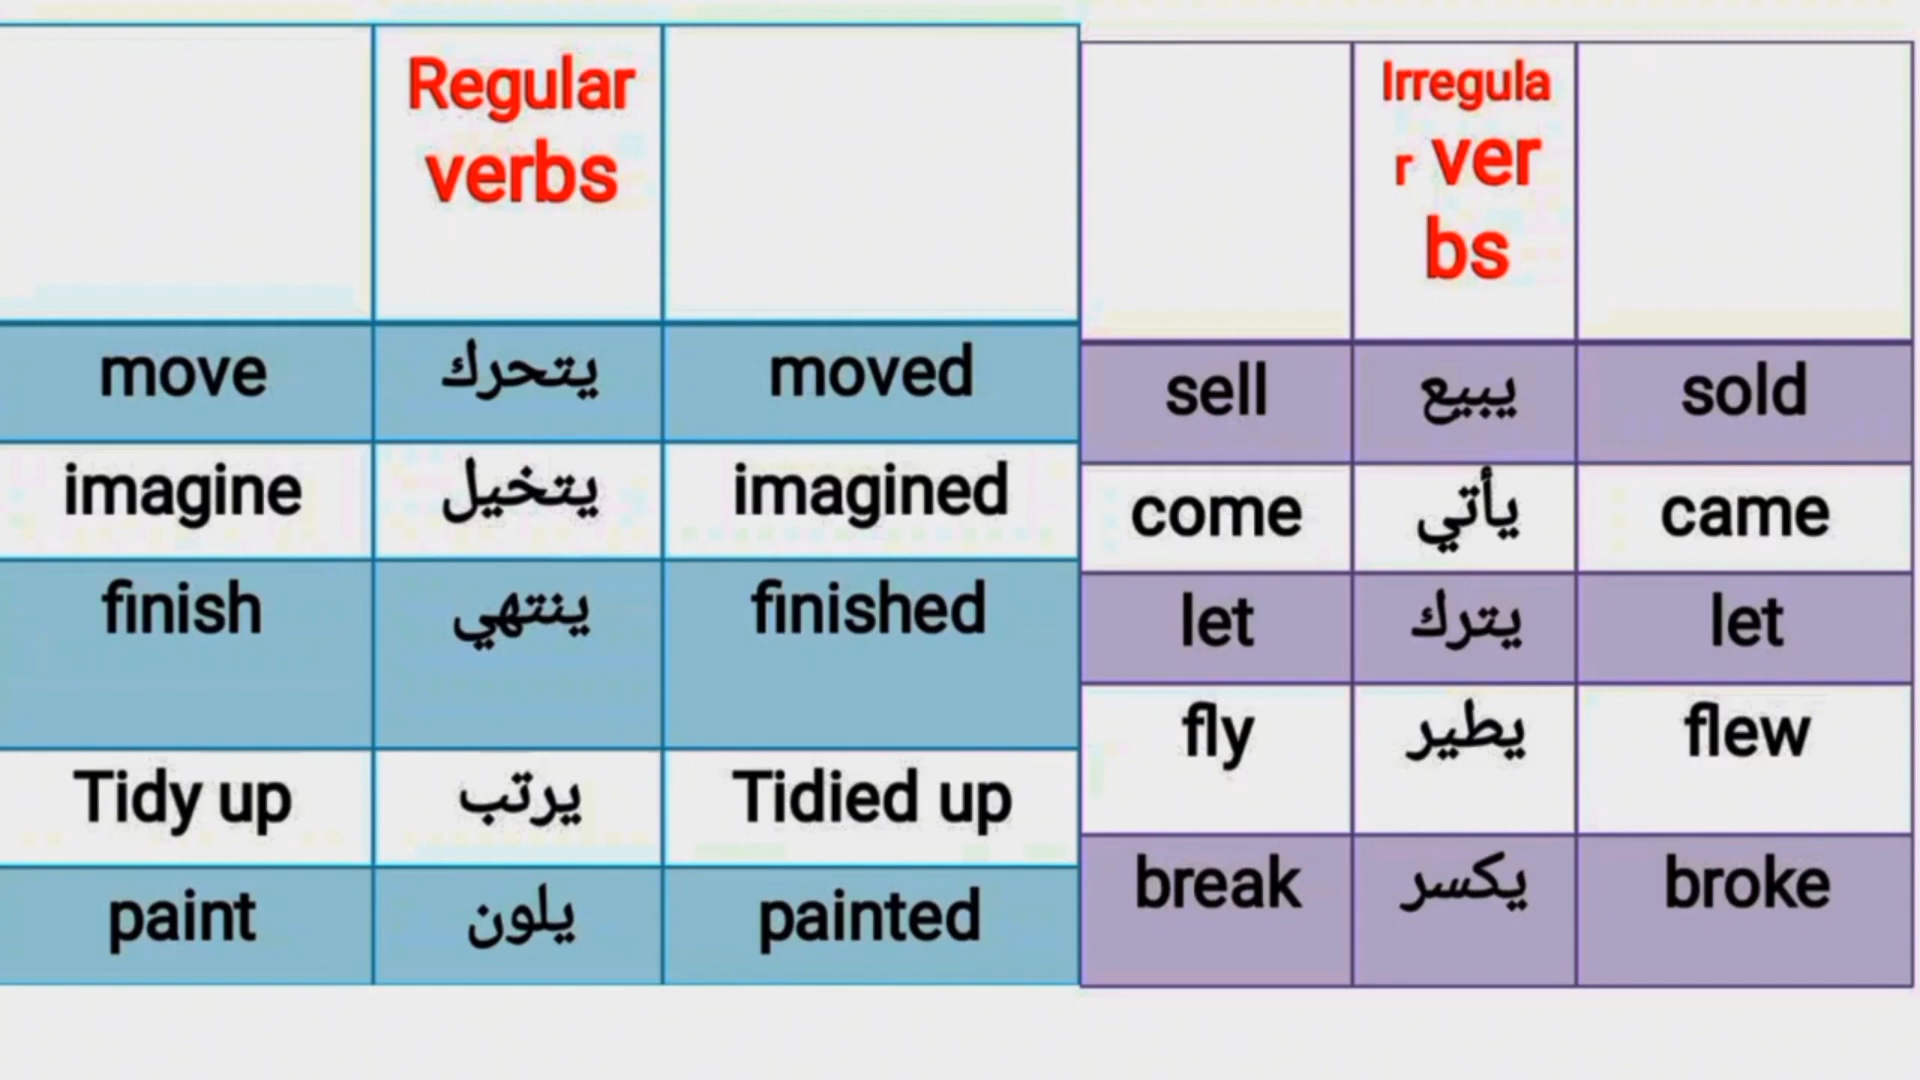 Regular
verbs
move يتحرك moved
imagine يتخيل imagined
finish ينتهي finished
Tidy up يرتب Tidied up
paint يلون painted
Irregula
r ver
bs
sell يبيع sold
come يأتي came
let يترك let
fly يطير flew
break يكسر broke